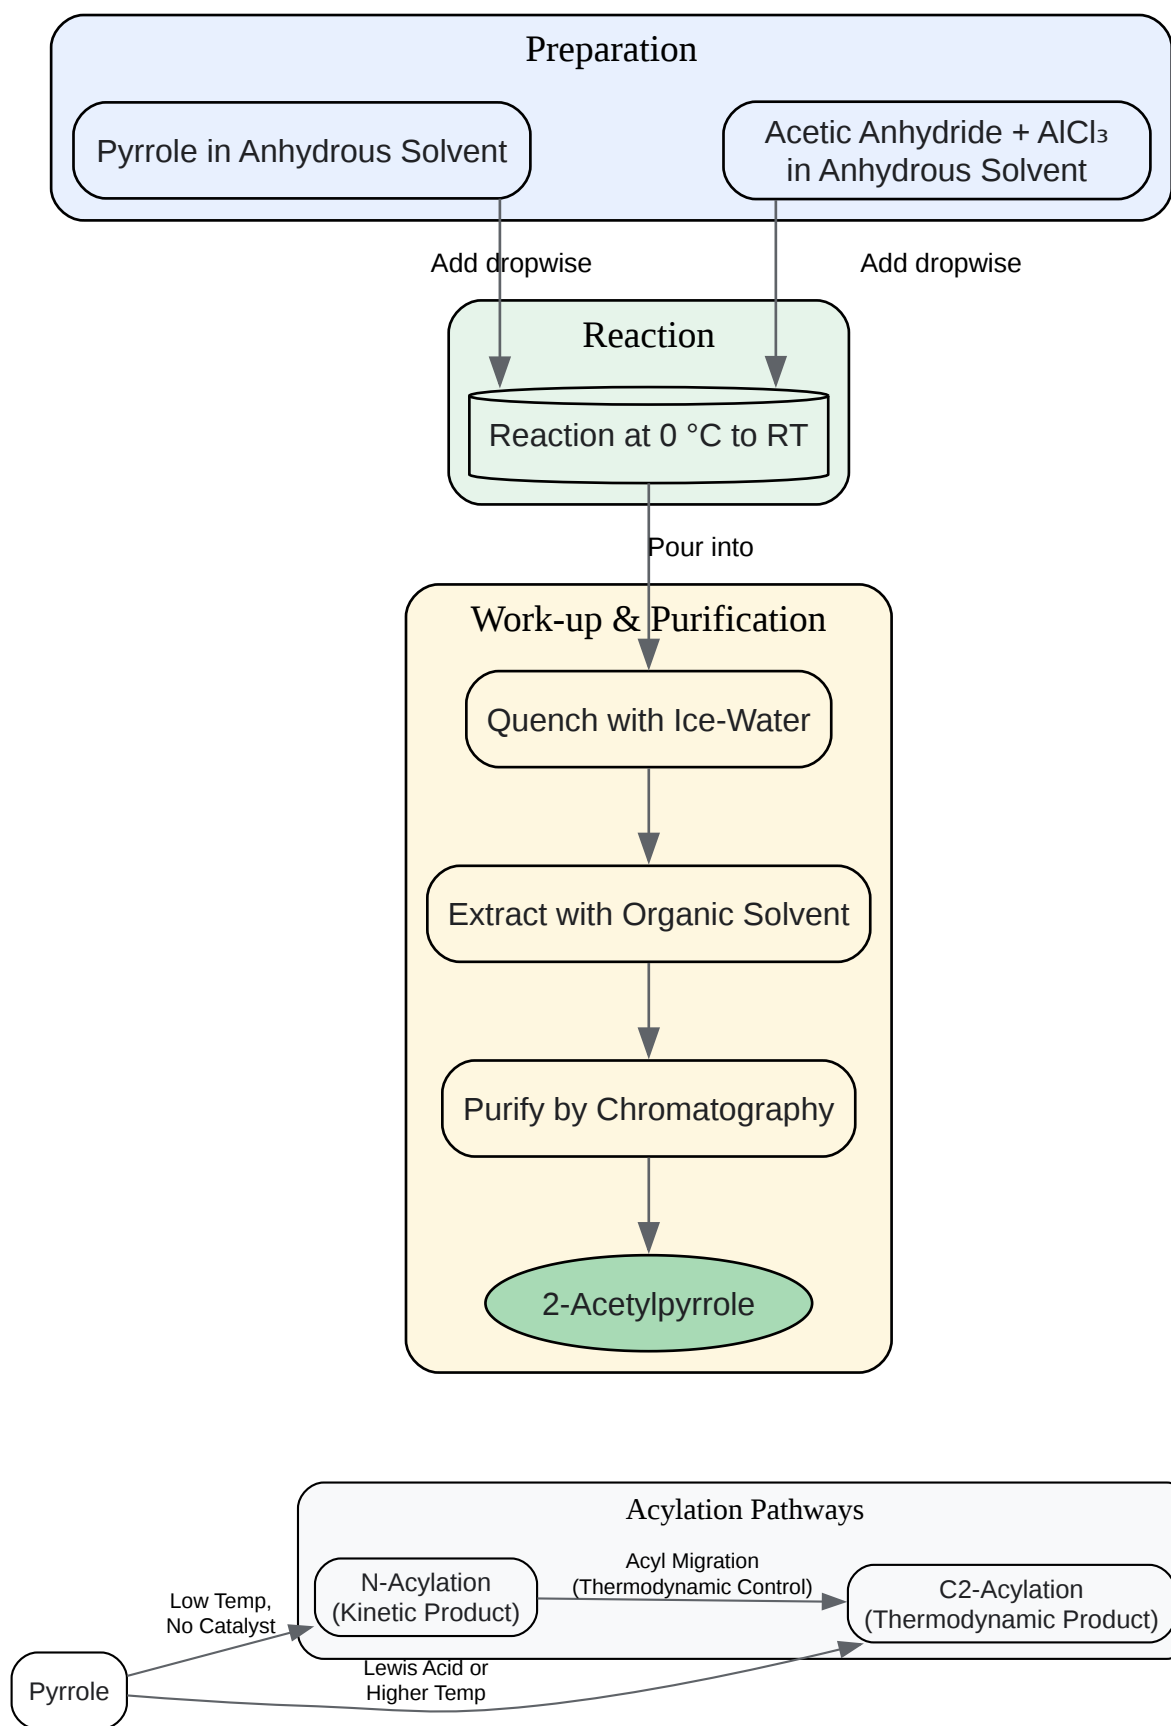 Preparation
Pyrrole in Anhydrous Solvent
Acetic Anhydride + AlCl₃
in Anhydrous Solvent
Add dropwise
Add dropwise
Reaction
Reaction at 0 °C to RT
Pour into
Work-up & Purification
Quench with Ice-Water
Extract with Organic Solvent
Purify by Chromatography
2-Acetylpyrrole
Acylation Pathways
N-Acylation
(Kinetic Product)
Acyl Migration
(Thermodynamic Control)
C2-Acylation
(Thermodynamic Product)
Low Temp,
No Catalyst
Lewis Acid or
Higher Temp
Pyrrole